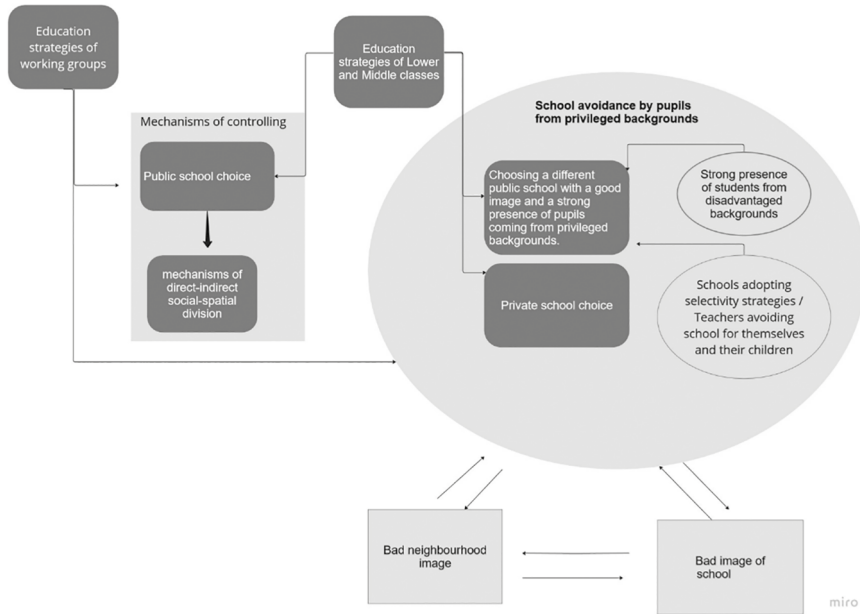 Education
strategies of
working groups
Education
strategies of Lower
and Middle classes
Mechanisms of controlling
Public school choice
mechanisms of
direct-indirect
social-spatial
division
School avoidance by pupils
from privileged backgrounds
Choosing a different
public school with a good
image and a strong
presence of pupils
coming from privileged
backgrounds.
Strong presence
of students from
disadvantaged
backgrounds
Private school choice
Schools adopting
selectivity strategies /
Teachers avoiding
school for themselves
and their children
Bad neighbourhood
image
Bad image of
school
miro